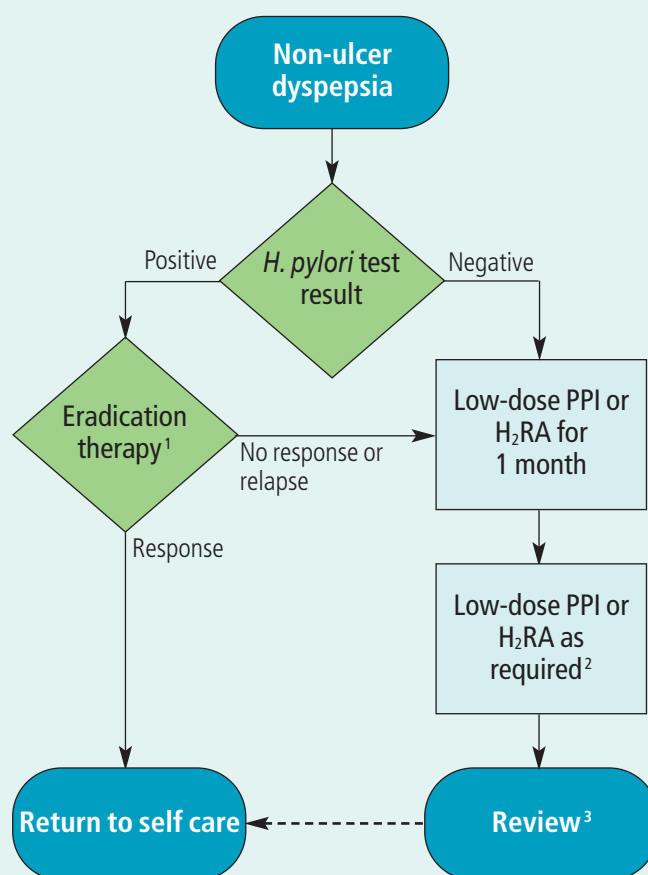 Non-ulcer
dyspepsia
H. pylori test
result
Positive
Negative
Eradication
therapy¹
No response or
relapse
Low-dose PPI or
H₂RA for
1 month
Response
Low-dose PPI or
H₂RA as
required²
Return to self care
Review³